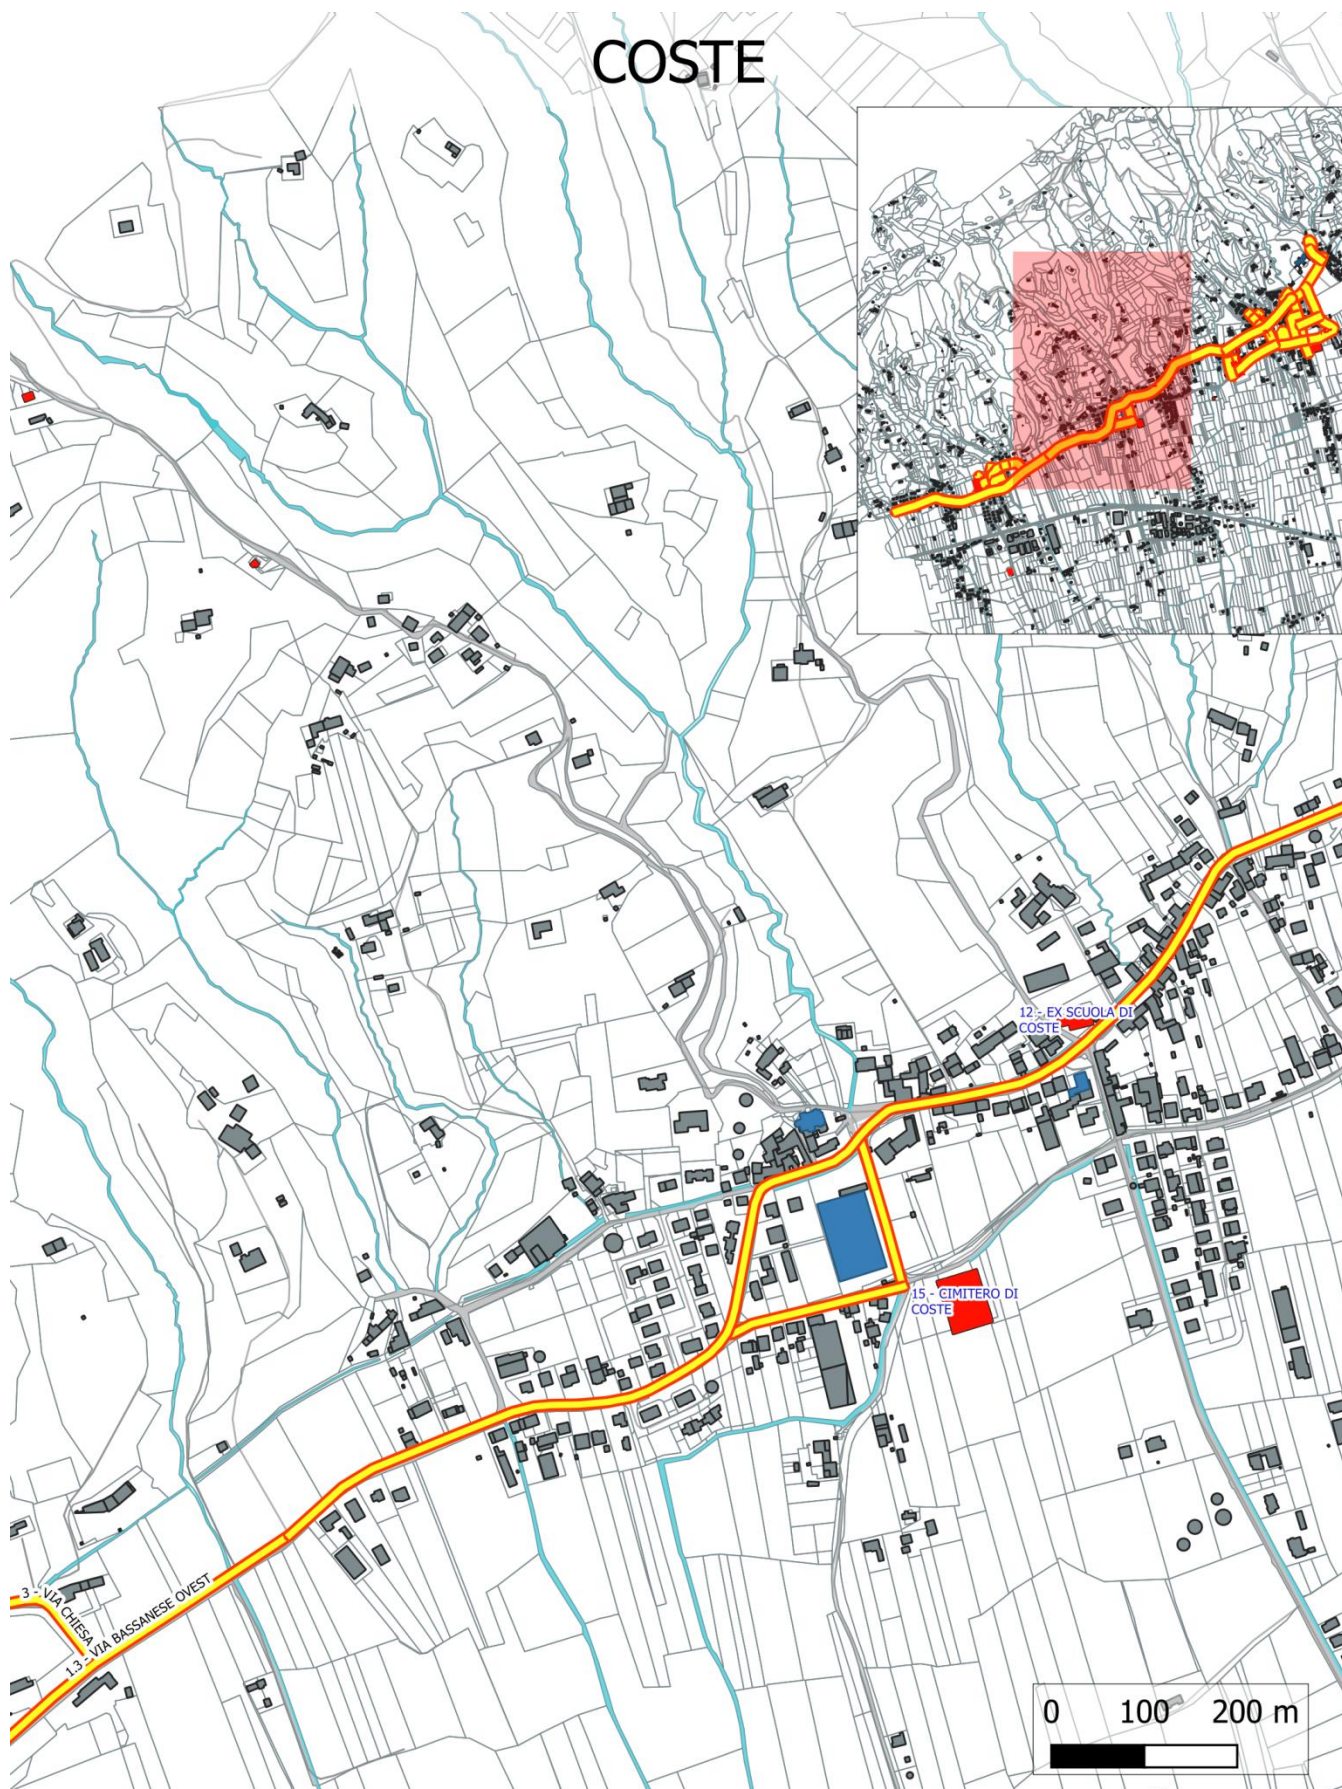 COSTE
12 - EX SCUOLA DI
COSTE
15 - CIMITERO DI
COSTE
3 - VIA CHIESA
1.3 - VIA BASSANESE OVEST
0 100 200 m